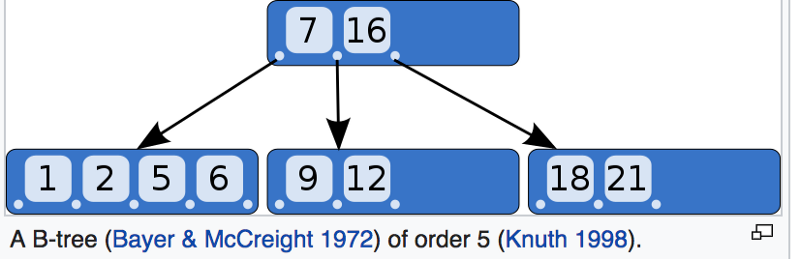 7 16
1 2 5 6 9 12 18 21
A B-tree (Bayer & McCreight 1972) of order 5 (Knuth 1998).